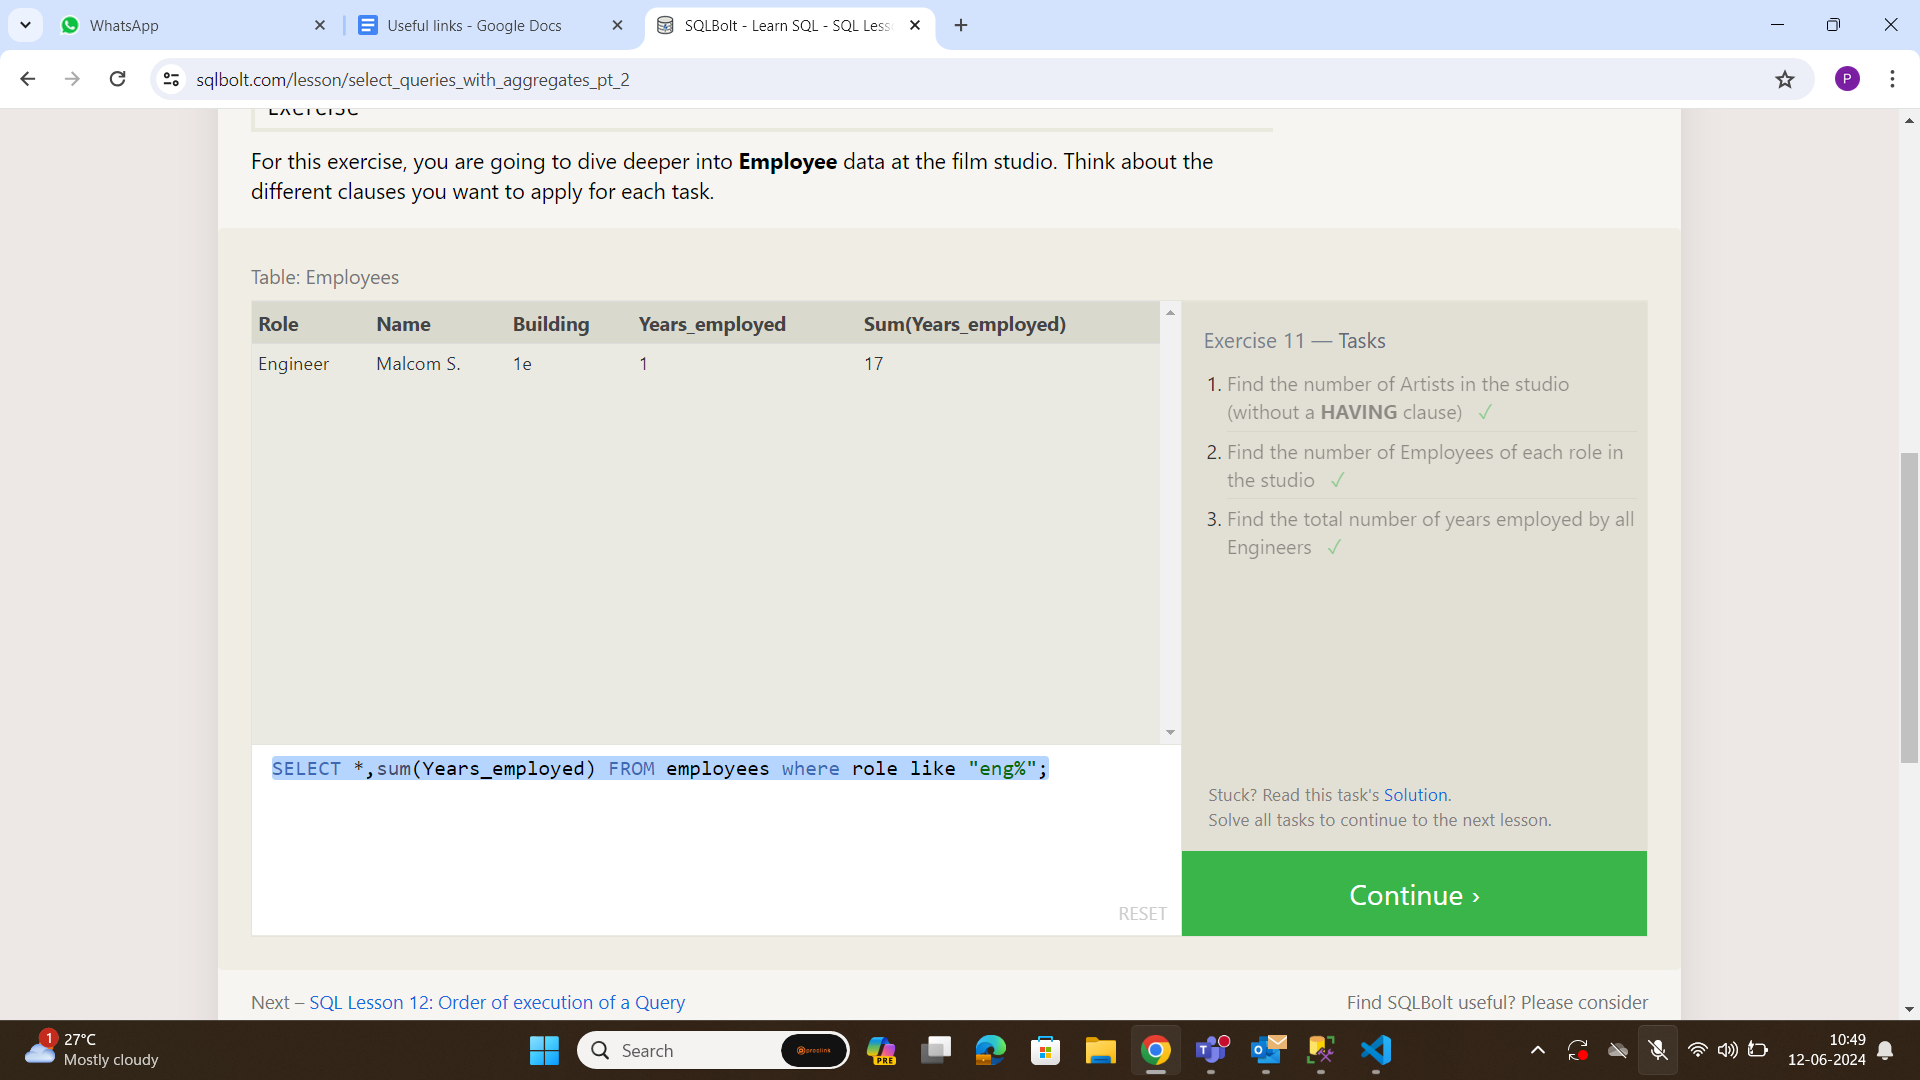 WhatsApp
Useful links - Google Docs
SQLBolt - Learn SQL - SQL Less
sqlbolt.com/lesson/select_queries_with_aggregates_pt_2
P
Exercise
For this exercise, you are going to dive deeper into Employee data at the film studio. Think about the
different clauses you want to apply for each task.
Table: Employees
Role Name Building Years_employed Sum(Years_employed)
Engineer Malcom S. 1e 1 17
Exercise 11 — Tasks
1. Find the number of Artists in the studio
(without a HAVING clause) ✓
2. Find the number of Employees of each role in
the studio ✓
3. Find the total number of years employed by all
Engineers ✓
SELECT *,sum(Years_employed) FROM employees where role like "eng%";
RESET
Stuck? Read this task's Solution.
Solve all tasks to continue to the next lesson.
Continue ›
Next – SQL Lesson 12: Order of execution of a Query
Find SQLBolt useful? Please consider
1
27°C
Mostly cloudy
Search
proclink
PRE
10:49
12-06-2024